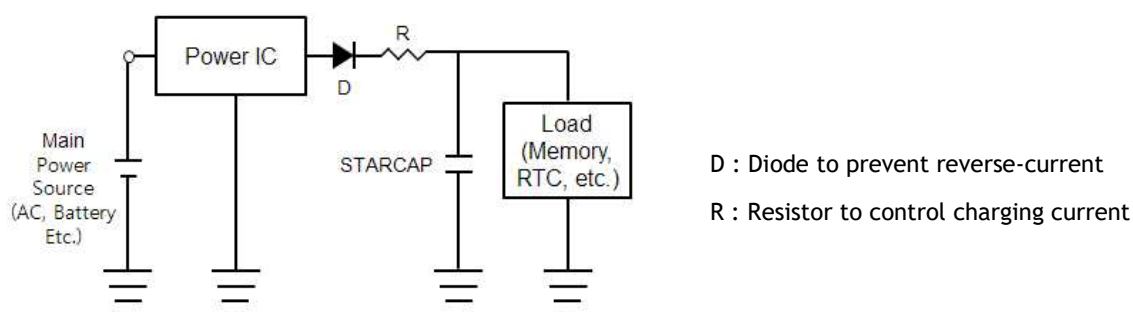 Power IC
R
D
Main
Power
Source
(AC, Battery
Etc.)
STARCAP
Load
(Memory,
RTC, etc.)
D : Diode to prevent reverse-current
R : Resistor to control charging current